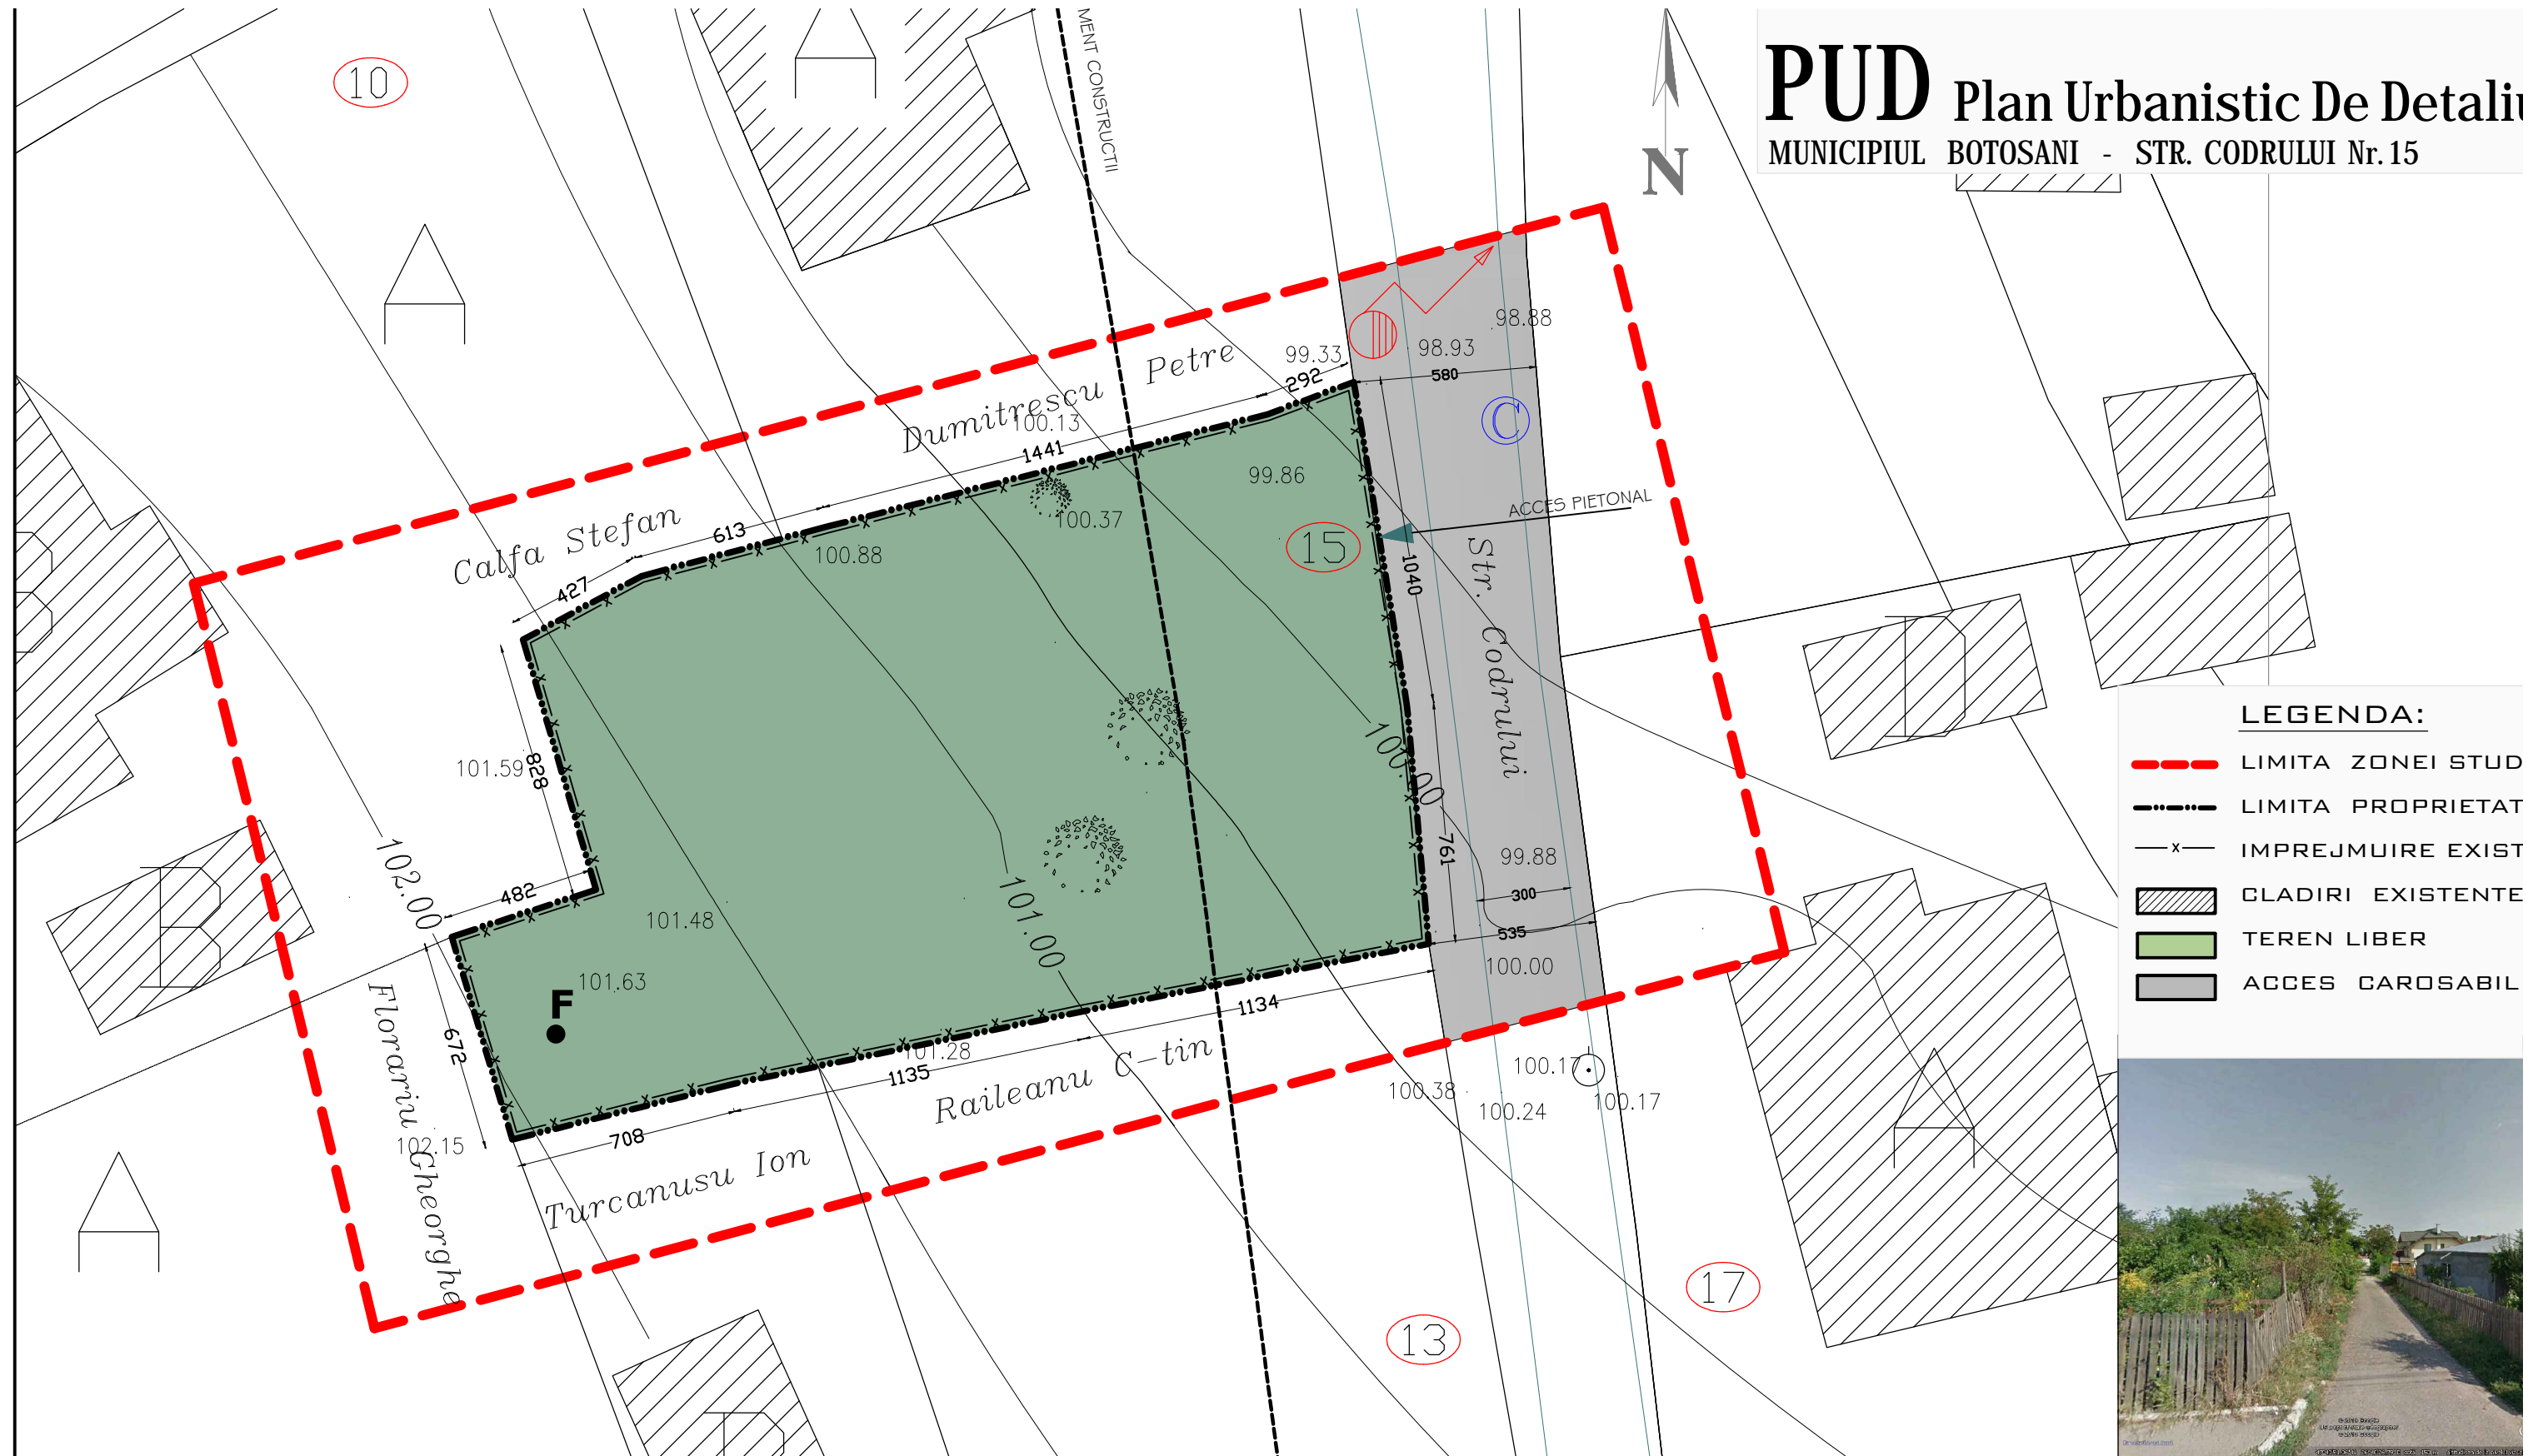 PUD Plan Urbanistic De Detaliu
MUNICIPIUL BOTOSANI - STR. CODRULUI Nr. 15
N
10
A
A
MENT CONSTRUCTII
98.88
98.93
99.33
580
292
Dumitrescu Petre
100.13
1441
C
99.86
ACCES PIETONAL
Calfa Stefan
613
100.88
100.37
15
427
1040
Str. Codrului
B
D
101.59
828
100.00
761
99.88
300
535
100.00
102.00
482
B
101.48
101.00
101.63
F
672
1134
101.28
1135
Raileanu C-tin
708
Turcanusu Ion
Florariu Gheorghe
102.15
100.17
100.38
100.24
100.17
A
A
17
13
LEGENDA:
LIMITA ZONEI STUD
LIMITA PROPRIETAT
x IMPREJMUIRE EXIST
CLADIRI EXISTENTE
TEREN LIBER
ACCES CAROSABIL